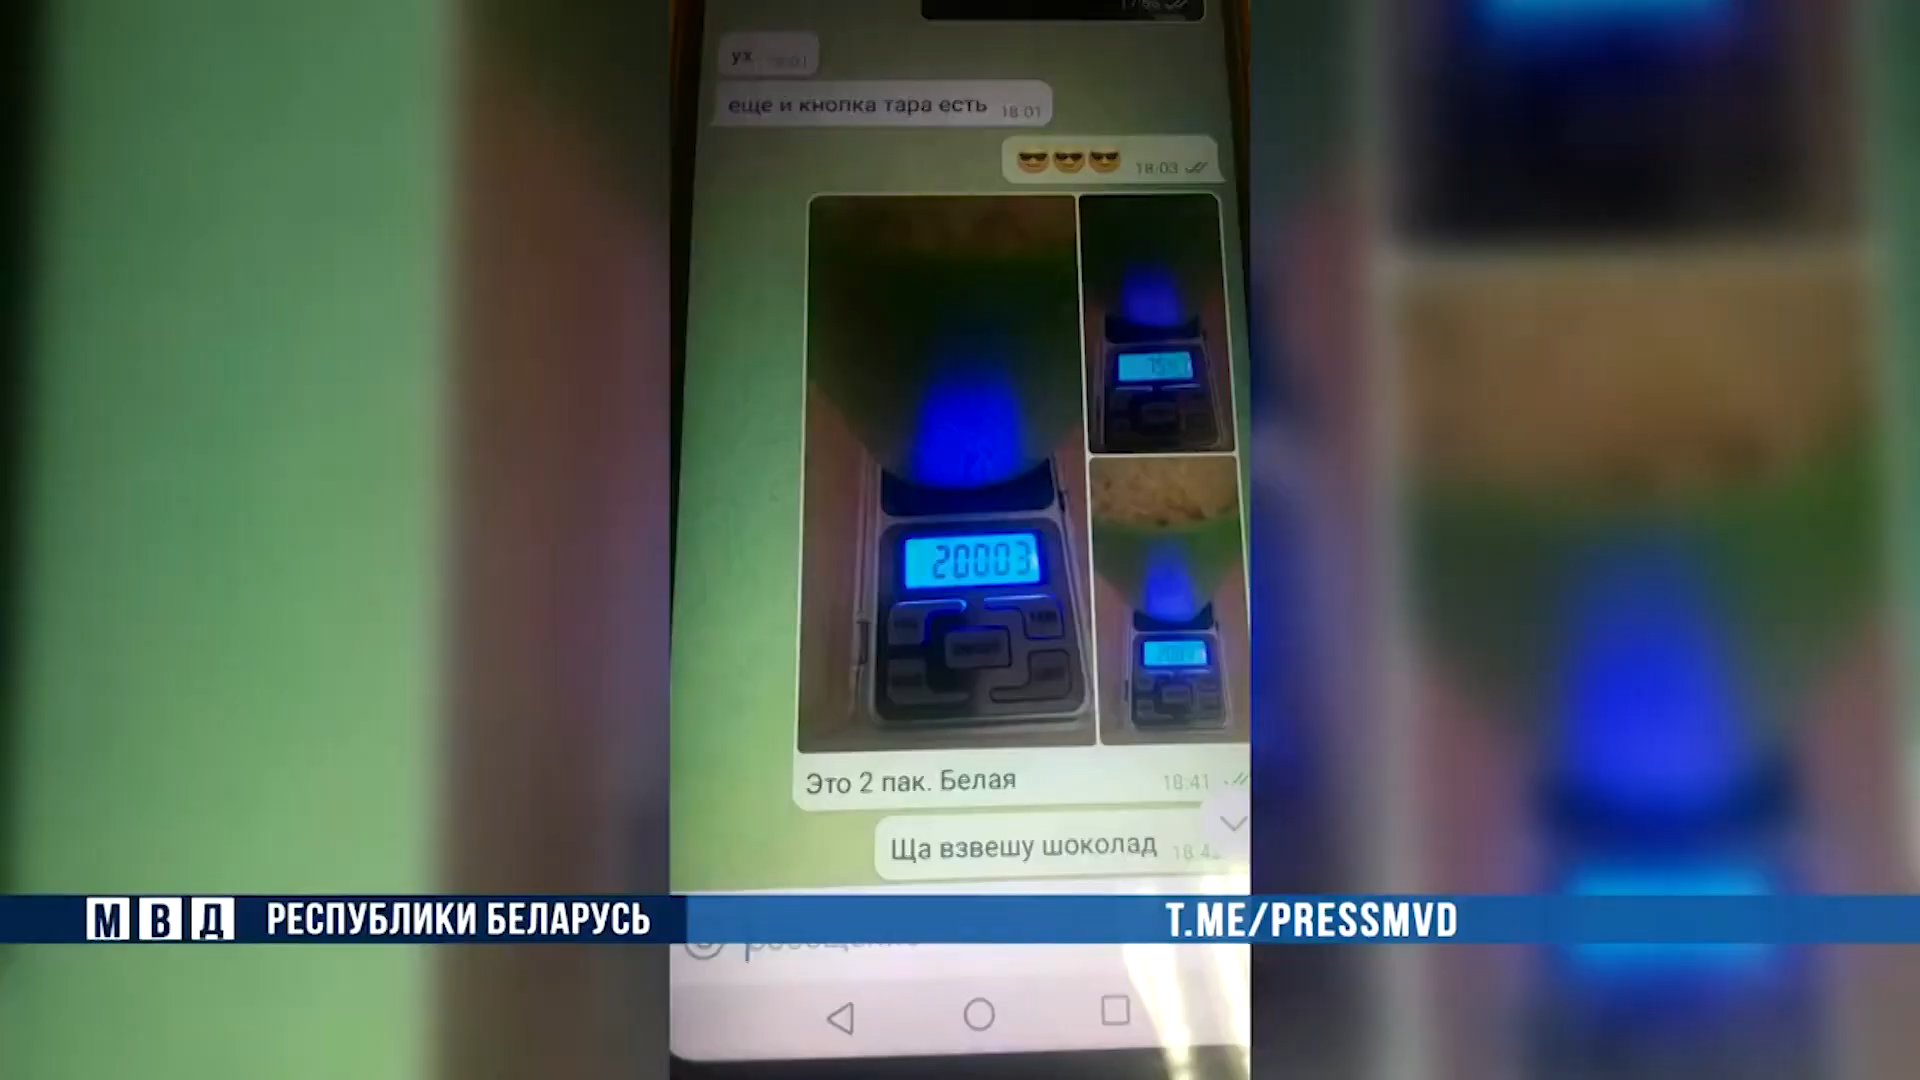 ух
еще и кнопка тара есть 18:01
18:03
20003
Это 2 пак. Белая 18:41
Ща взвешу шоколад
МВД РЕСПУБЛИКИ БЕЛАРУСЬ
T.ME/PRESSMVD